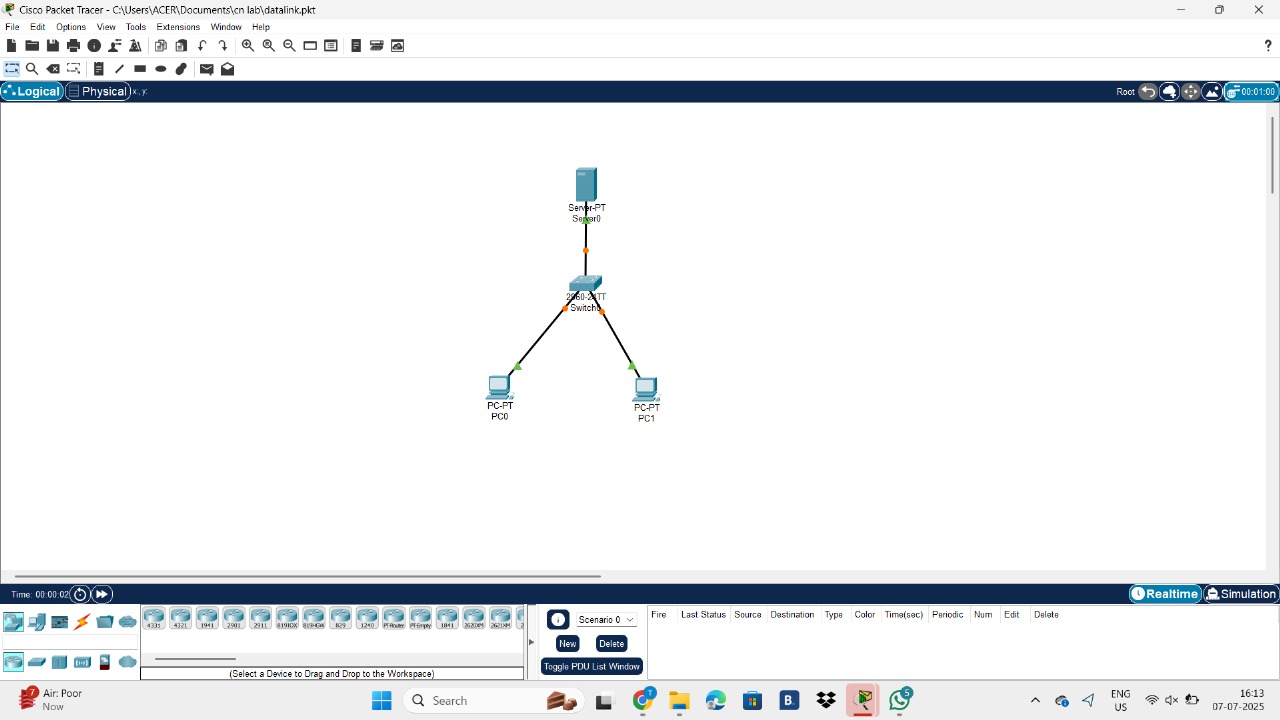 Cisco Packet Tracer - C:\Users\ACER\Documents\cn lab\datalink.pkt
File Edit Options View Tools Extensions Window Help
Logical Physical x: y: Root 00:01:00
Server-PT
Server0
2960-24TT
Switch0
PC-PT
PC0
PC-PT
PC1
Time: 00:00:02 Realtime Simulation
4331 4321 1941 2901 2911 819IOX 819HGW 829 1240 PT-Router PT-Empty 1841 2620XM 2621XM 2
(Select a Device to Drag and Drop to the Workspace)
Scenario 0
New Delete
Toggle PDU List Window
Fire Last Status Source Destination Type Color Time(sec) Periodic Num Edit Delete
7
Air: Poor
Now
Search
B.
T
5
ENG
US
16:13
07-07-2025